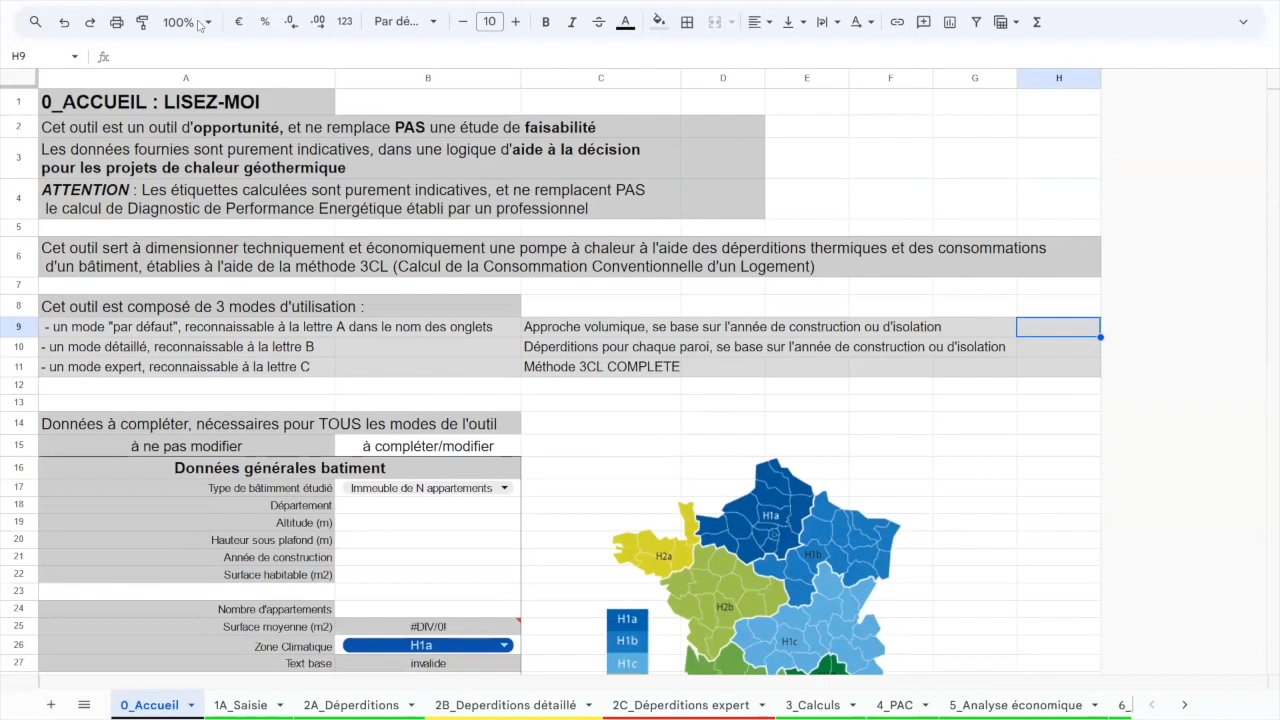 100%
€ % .0 .00 123 Par dé... 10 B I S A Σ
H9 fx
A B C D E F G H
1 0_ACCUEIL : LISEZ-MOI
2 Cet outil est un outil d'opportunité, et ne remplace PAS une étude de faisabilité
3 Les données fournies sont purement indicatives, dans une logique d'aide à la décision
pour les projets de chaleur géothermique
4 ATTENTION : Les étiquettes calculées sont purement indicatives, et ne remplacent PAS
le calcul de Diagnostic de Performance Energétique établi par un professionnel
5
6 Cet outil sert à dimensionner techniquement et économiquement une pompe à chaleur à l'aide des déperditions thermiques et des consommations
d'un bâtiment, établies à l'aide de la méthode 3CL (Calcul de la Consommation Conventionnelle d'un Logement)
7
8 Cet outil est composé de 3 modes d'utilisation :
9 - un mode "par défaut", reconnaissable à la lettre A dans le nom des onglets Approche volumique, se base sur l'année de construction ou d'isolation
10 - un mode détaillé, reconnaissable à la lettre B Déperditions pour chaque paroi, se base sur l'année de construction ou d'isolation
11 - un mode expert, reconnaissable à la lettre C Méthode 3CL COMPLETE
12
13
14 Données à compléter, nécessaires pour TOUS les modes de l'outil
15 à ne pas modifier à compléter/modifier
16 Données générales batiment
17 Type de bâtimment étudié Immeuble de N appartements
18 Département
19 Altitude (m)
20 Hauteur sous plafond (m)
21 Année de construction
22 Surface habitable (m2)
23
24 Nombre d'appartements
25 Surface moyenne (m2) #DIV/0!
26 Zone Climatique H1a
27 Text base invalide
H1a
H2a H1b
H2b
H1a
H1b H1c
H1c
0_Accueil 1A_Saisie 2A_Déperditions 2B_Deperditions détaillé 2C_Déperditions expert 3_Calculs 4_PAC 5_Analyse économique 6_